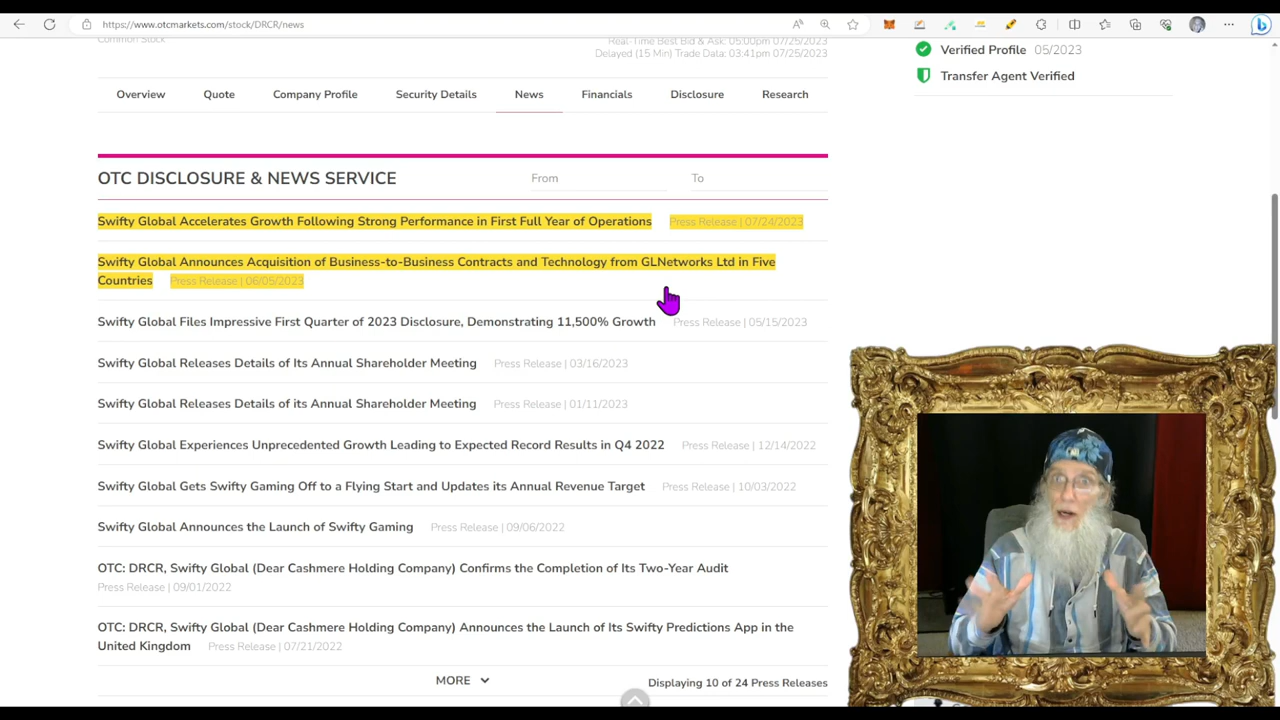 https://www.otcmarkets.com/stock/DRCR/news
Common Stock
Real-Time Best Bid & Ask: 05:00pm 07/25/2023
Delayed (15 Min) Trade Data: 03:41pm 07/25/2023
Verified Profile 05/2023
Transfer Agent Verified
Overview Quote Company Profile Security Details News Financials Disclosure Research
OTC DISCLOSURE & NEWS SERVICE From To
Swifty Global Accelerates Growth Following Strong Performance in First Full Year of Operations Press Release | 07/24/2023
Swifty Global Announces Acquisition of Business-to-Business Contracts and Technology from GLNetworks Ltd in Five
Countries Press Release | 06/05/2023
Swifty Global Files Impressive First Quarter of 2023 Disclosure, Demonstrating 11,500% Growth Press Release | 05/15/2023
Swifty Global Releases Details of Its Annual Shareholder Meeting Press Release | 03/16/2023
Swifty Global Releases Details of its Annual Shareholder Meeting Press Release | 01/11/2023
Swifty Global Experiences Unprecedented Growth Leading to Expected Record Results in Q4 2022 Press Release | 12/14/2022
Swifty Global Gets Swifty Gaming Off to a Flying Start and Updates its Annual Revenue Target Press Release | 10/03/2022
Swifty Global Announces the Launch of Swifty Gaming Press Release | 09/06/2022
OTC: DRCR, Swifty Global (Dear Cashmere Holding Company) Confirms the Completion of Its Two-Year Audit
Press Release | 09/01/2022
OTC: DRCR, Swifty Global (Dear Cashmere Holding Company) Announces the Launch of Its Swifty Predictions App in the
United Kingdom Press Release | 07/21/2022
MORE Displaying 10 of 24 Press Releases